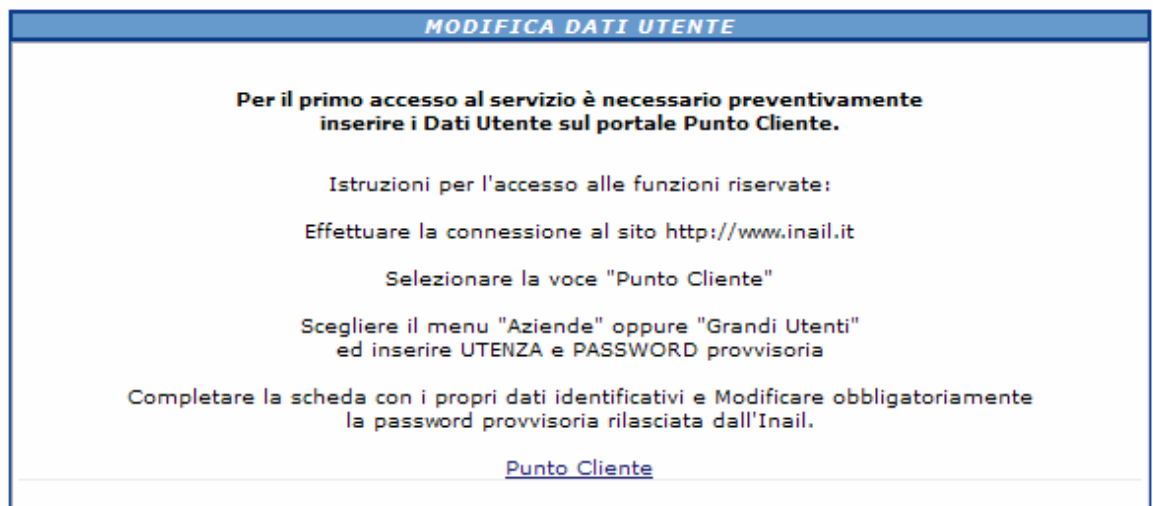 MODIFICA DATI UTENTE
Per il primo accesso al servizio è necessario preventivamente
inserire i Dati Utente sul portale Punto Cliente.
Istruzioni per l'accesso alle funzioni riservate:
Effettuare la connessione al sito http://www.inail.it
Selezionare la voce "Punto Cliente"
Scegliere il menu "Aziende" oppure "Grandi Utenti"
ed inserire UTENZA e PASSWORD provvisoria
Completare la scheda con i propri dati identificativi e Modificare obbligatoriamente
la password provvisoria rilasciata dall'Inail.
Punto Cliente